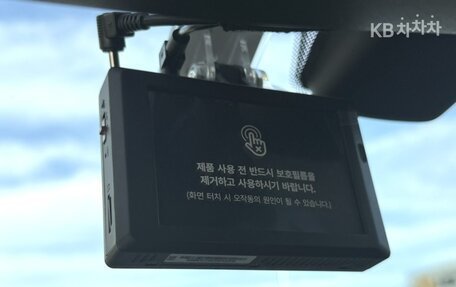 KB차차차
제품 사용 전 반드시 보호필름을
제거하고 사용하시기 바랍니다.
(화면 터치 시 오작동의 원인이 될 수 있습니다.)